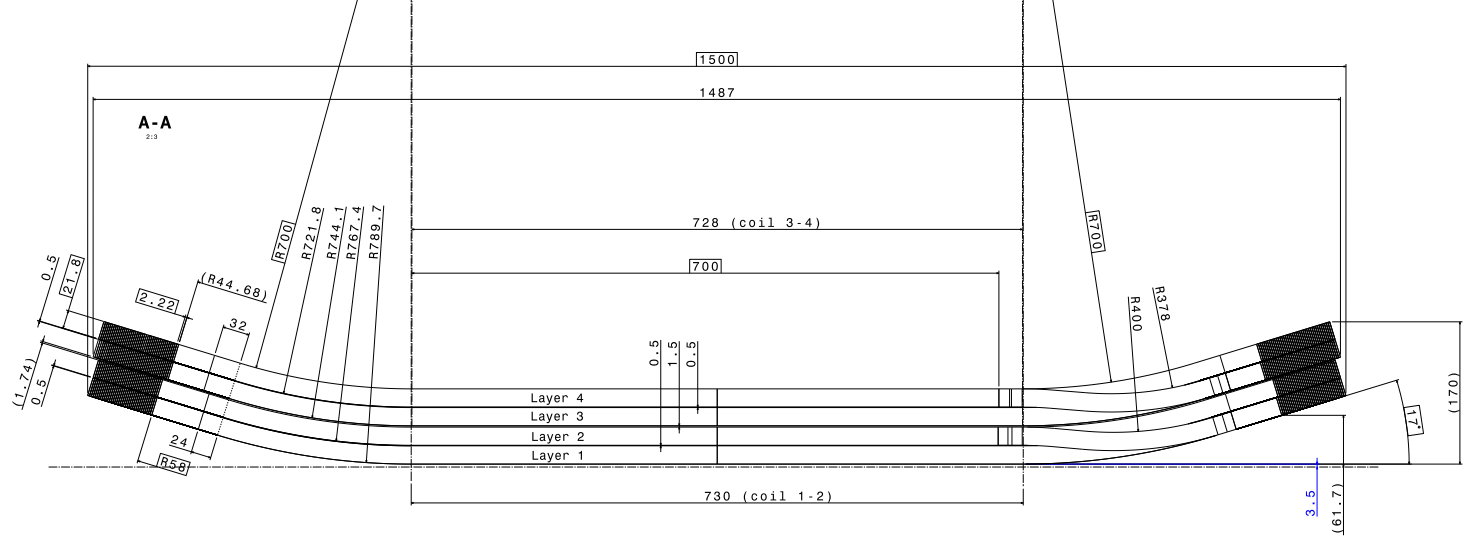 1500
1487
A-A
2:3
R700
R721.8
R744.1
R767.4
R789.7
728 (coil 3-4)
R700
0.5
21.8
2.22
(R44.68)
32
700
R400
R378
0.5
1.5
0.5
(1.74)
0.5
Layer 4
Layer 3
Layer 2
Layer 1
24
R58
(170)
17°
730 (coil 1-2)
3.5
(61.7)